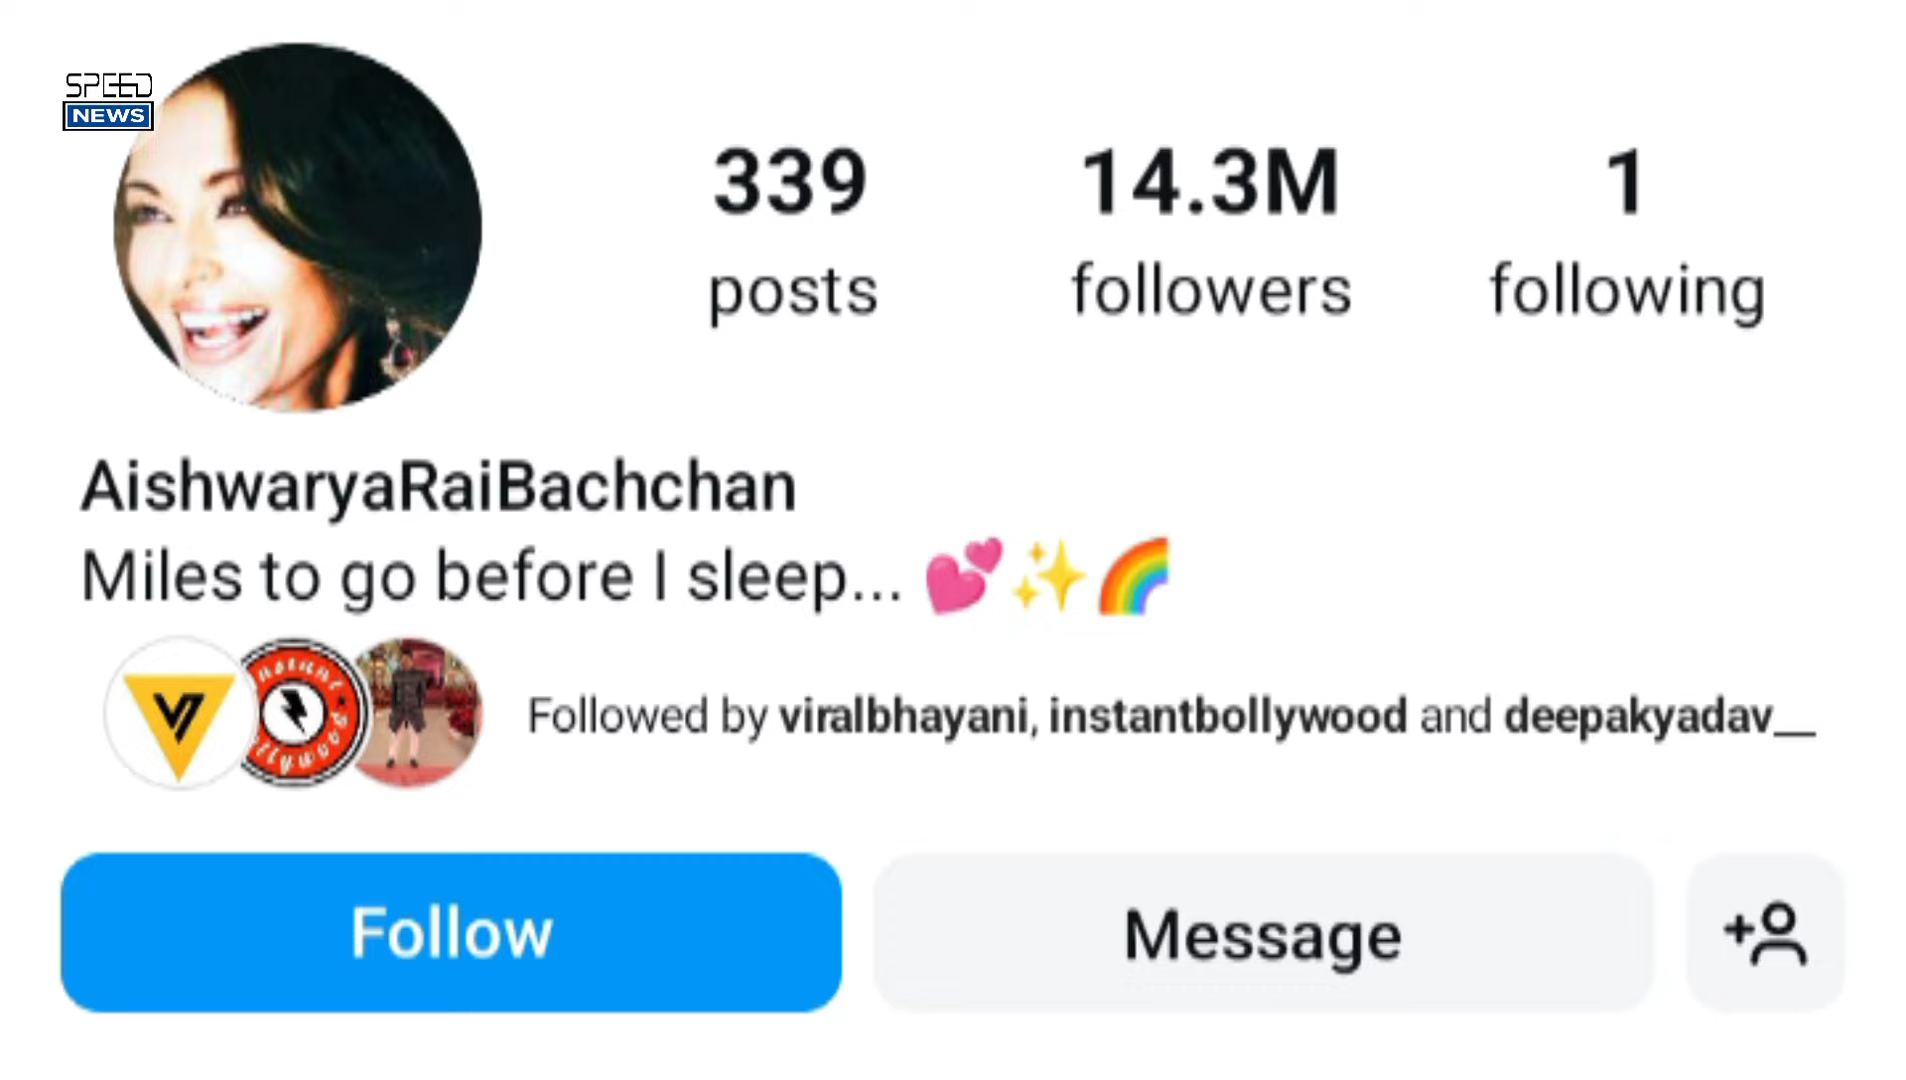 SPEED
NEWS
339 14.3M 1
posts followers following
AishwaryaRaiBachchan
Miles to go before I sleep... 💕✨🌈
Followed by viralbhayani, instantbollywood and deepakyadav__
Follow Message